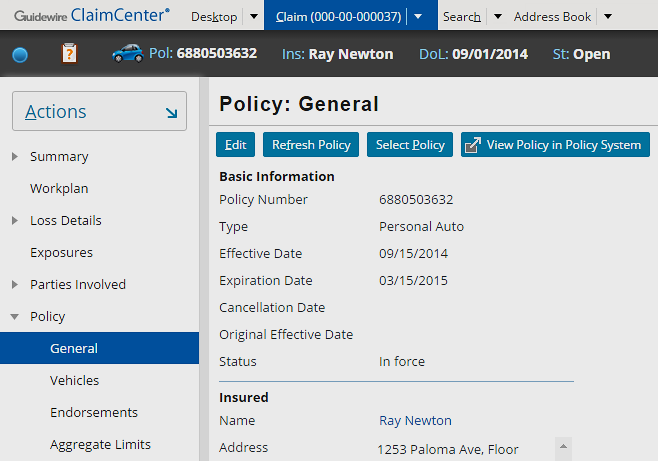 Guidewire ClaimCenter® Desktop Claim (000-00-000037) Search Address Book
? Pol: 6880503632 Ins: Ray Newton DoL: 09/01/2014 St: Open
Actions
Summary
Workplan
Loss Details
Exposures
Parties Involved
Policy
General
Vehicles
Endorsements
Aggregate Limits
Policy: General
Edit Refresh Policy Select Policy View Policy in Policy System
Basic Information
Policy Number 6880503632
Type Personal Auto
Effective Date 09/15/2014
Expiration Date 03/15/2015
Cancellation Date
Original Effective Date
Status In force
Insured
Name Ray Newton
Address 1253 Paloma Ave, Floor